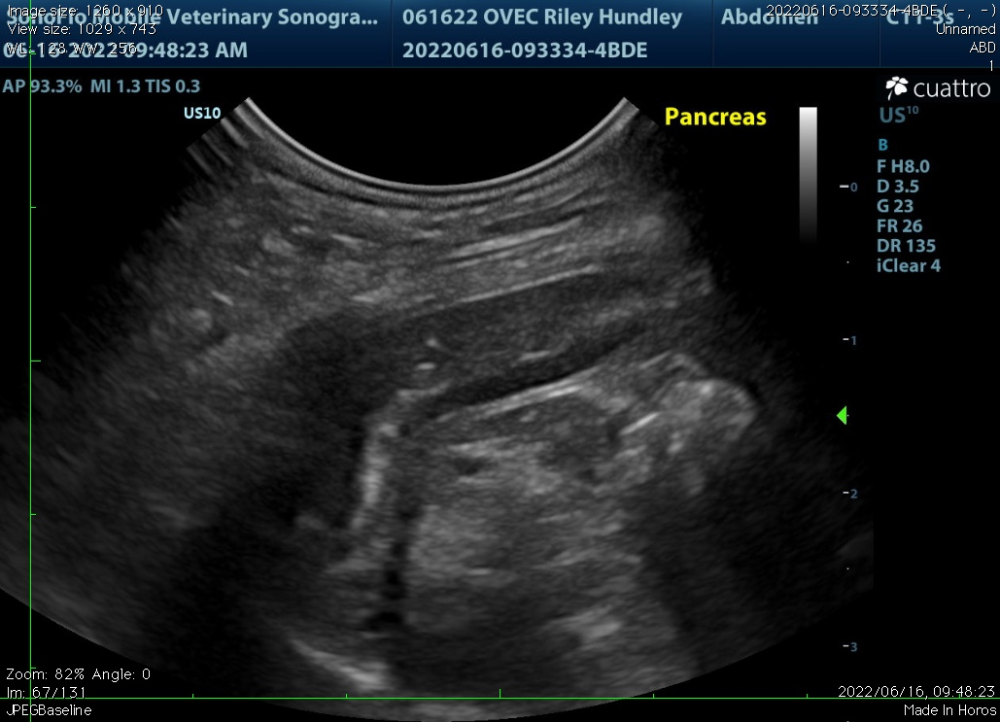 Image size: 1260 x 910
View size: 1029 x 743
WL: 128 WW: 256
SonoPro Mobile Veterinary Sonogra...
061622 OVEC Riley Hundley
Abdomen
C11-3s
20220616-093334-4BDE ( -, -)
Unnamed
ABD
1
06-16-2022 09:48:23 AM
20220616-093334-4BDE
AP 93.3% MI 1.3 TIS 0.3
US10
Pancreas
cuattro
US10
B
F H8.0
D 3.5
G 23
FR 26
DR 135
iClear 4
0
1
2
3
Zoom: 82% Angle: 0
Im: 67/131
JPEGBaseline
2022/06/16, 09:48:23
Made In Horos